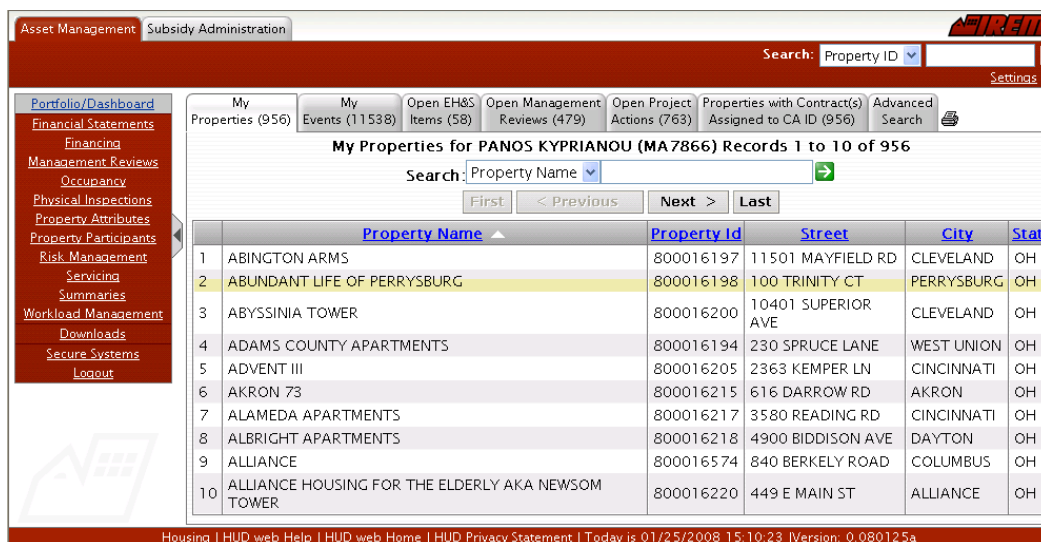 Asset Management Subsidy Administration
Search: Property ID
Settings
Portfolio/Dashboard
Financial Statements
Financing
Management Reviews
Occupancy
Physical Inspections
Property Attributes
Property Participants
Risk Management
Servicing
Summaries
Workload Management
Downloads
Secure Systems
Logout
My Properties (956) My Events (11538) Open EH&S Items (58) Open Management Reviews (479) Open Project Actions (763) Properties with Contract(s) Assigned to CA ID (956) Advanced Search
My Properties for PANOS KYPRIANOU (MA7866) Records 1 to 10 of 956
Search: Property Name
First < Previous Next > Last
Property Name Property Id Street City Stat
1 ABINGTON ARMS 800016197 11501 MAYFIELD RD CLEVELAND OH
2 ABUNDANT LIFE OF PERRYSBURG 800016198 100 TRINITY CT PERRYSBURG OH
3 ABYSSINIA TOWER 800016200 10401 SUPERIOR AVE CLEVELAND OH
4 ADAMS COUNTY APARTMENTS 800016194 230 SPRUCE LANE WEST UNION OH
5 ADVENT III 800016205 2363 KEMPER LN CINCINNATI OH
6 AKRON 73 800016215 616 DARROW RD AKRON OH
7 ALAMEDA APARTMENTS 800016217 3580 READING RD CINCINNATI OH
8 ALBRIGHT APARTMENTS 800016218 4900 BIDDISON AVE DAYTON OH
9 ALLIANCE 800016574 840 BERKELY ROAD COLUMBUS OH
10 ALLIANCE HOUSING FOR THE ELDERLY AKA NEWSOM TOWER 800016220 449 E MAIN ST ALLIANCE OH
Housing | HUD web Help | HUD web Home | HUD Privacy Statement | Today is 01/25/2008 15:10:23 |Version: 0.080125a